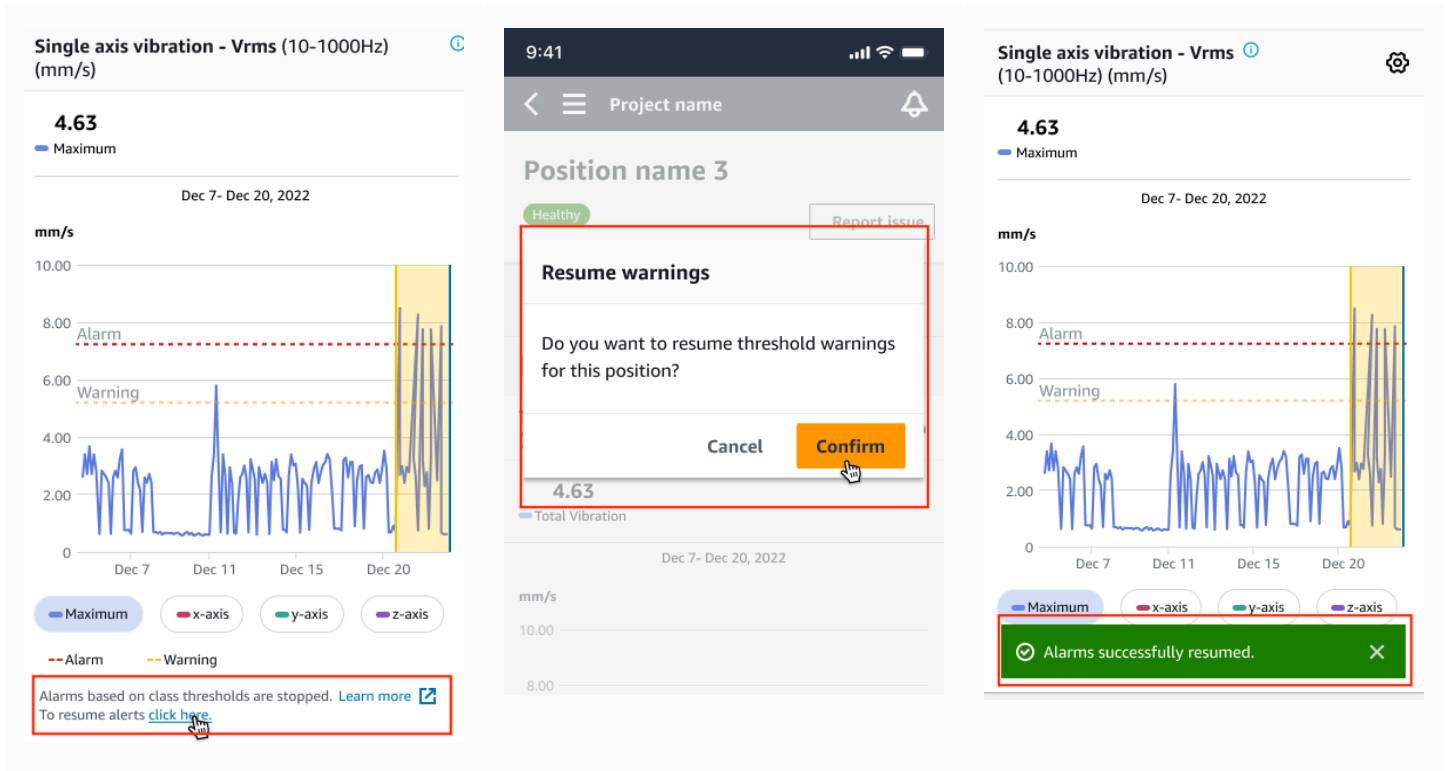 Single axis vibration - Vrms (10-1000Hz)
(mm/s)
4.63
Maximum
Dec 7- Dec 20, 2022
mm/s
10.00
8.00
Alarm
6.00
Warning
4.00
2.00
0
Dec 7 Dec 11 Dec 15 Dec 20
Maximum x-axis y-axis z-axis
Alarm Warning
Alarms based on class thresholds are stopped. Learn more
To resume alerts click here.
9:41
Project name
Position name 3
Healthy
Report issue
Resume warnings
Do you want to resume threshold warnings
for this position?
Cancel Confirm
4.63
Total Vibration
Dec 7- Dec 20, 2022
mm/s
10.00
8.00
Single axis vibration - Vrms
(10-1000Hz) (mm/s)
4.63
Maximum
Dec 7- Dec 20, 2022
mm/s
10.00
8.00
Alarm
6.00
Warning
4.00
2.00
0
Dec 7 Dec 11 Dec 15 Dec 20
Maximum x-axis y-axis z-axis
Alarms successfully resumed.